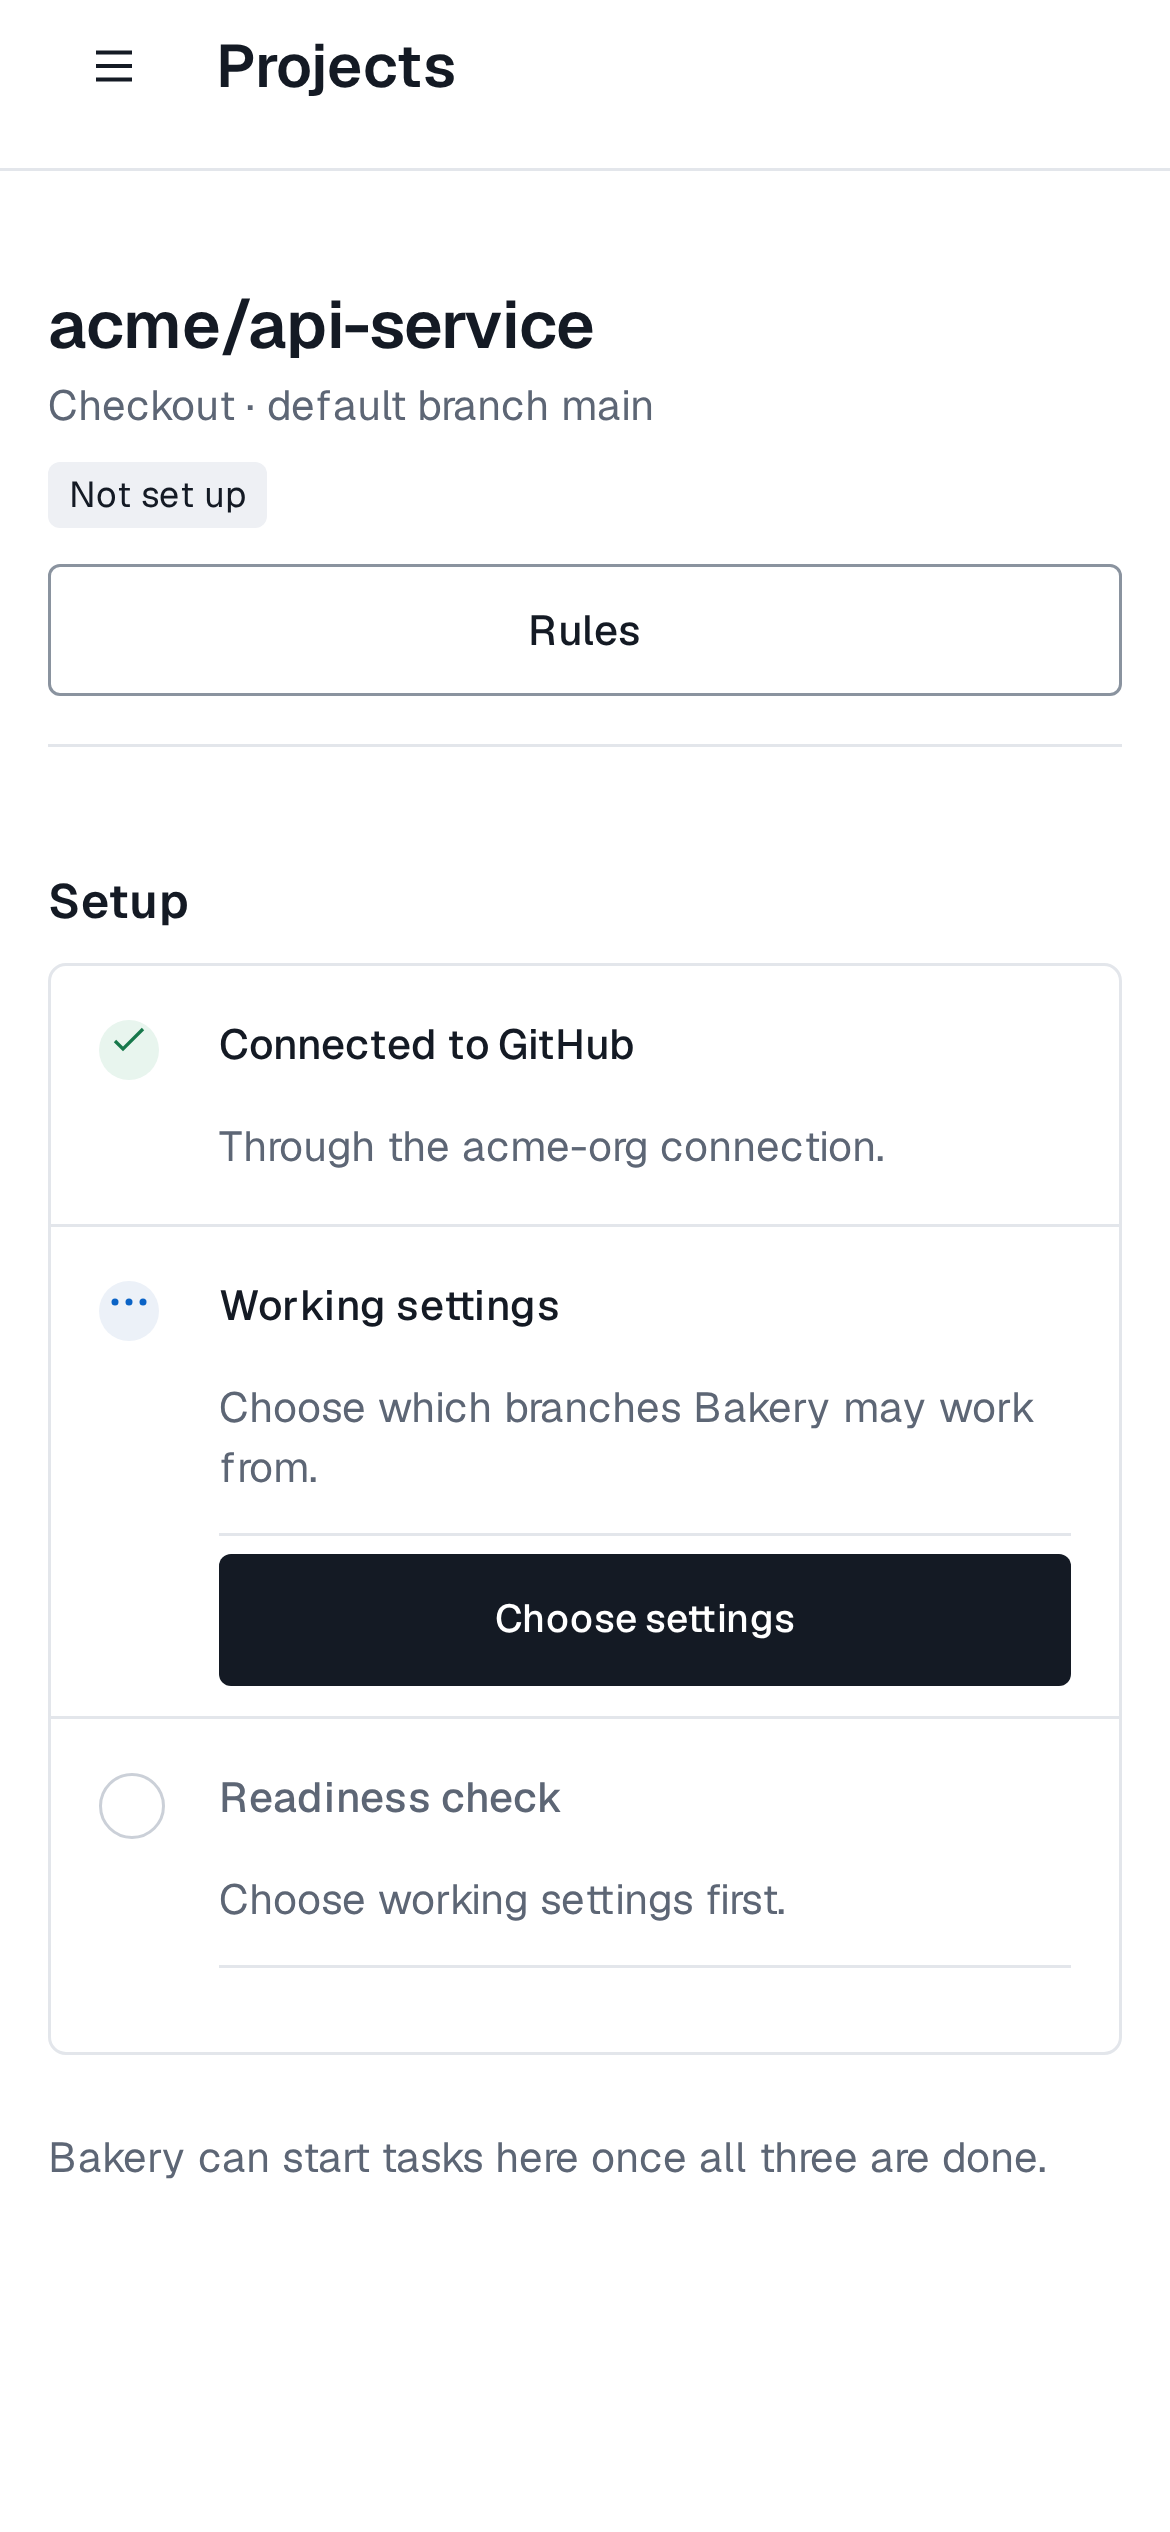 Projects
acme/api-service
Checkout · default branch main
Not set up
Rules
Setup
Connected to GitHub
Through the acme-org connection.
Working settings
Choose which branches Bakery may work
from.
Choose settings
Readiness check
Choose working settings first.
Bakery can start tasks here once all three are done.